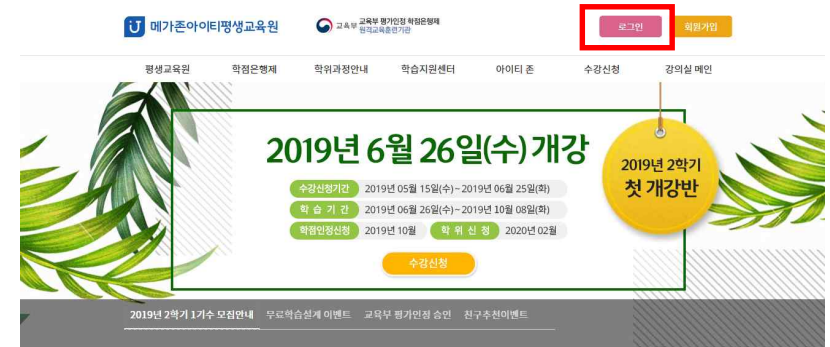 메가존아이티평생교육원
교육부 교육부 평가인정 학점은행제
원격교육훈련기관
로그인
회원가입
평생교육원 학점은행제 학위과정안내 학습지원센터 아이티 존 수강신청 강의실 메인
2019년 6월 26일(수) 개강
수강신청기간 2019년 05월 15일(수)~2019년 06월 25일(화)
학 습 기 간 2019년 06월 26일(수)~2019년 10월 08일(화)
학점인정신청 2019년 10월 학 위 신 청 2020년 02월
수강신청
2019년 2학기
첫 개강반
2019년 2학기 1기수 모집안내 무료학습설계 이벤트 교육부 평가인정 승인 친구추천이벤트